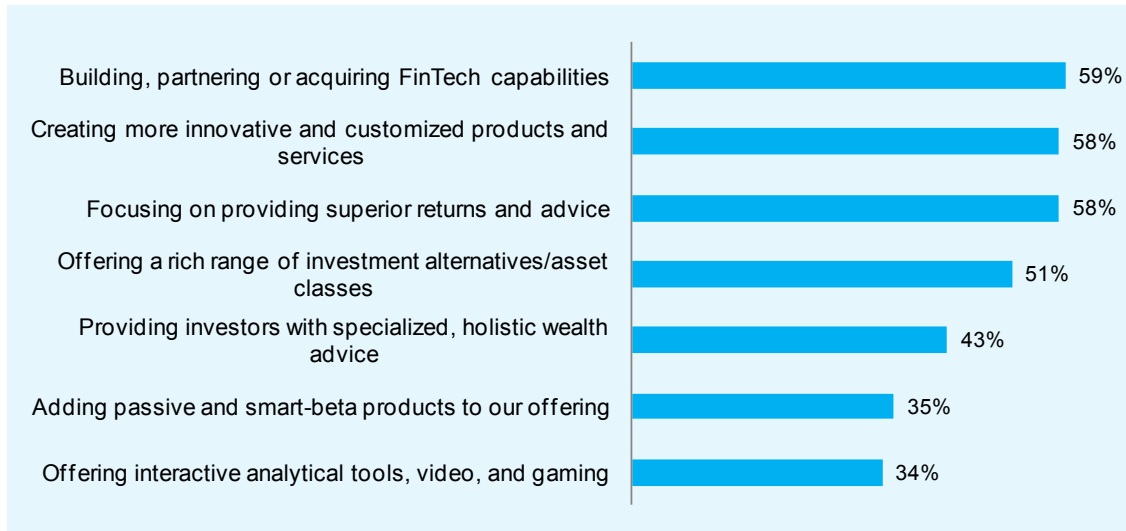 Building, partnering or acquiring FinTech capabilities
59%
Creating more innovative and customized products and
services
58%
Focusing on providing superior returns and advice
58%
Offering a rich range of investment alternatives/asset
classes
51%
Providing investors with specialized, holistic wealth
advice
43%
Adding passive and smart-beta products to our offering
35%
Offering interactive analytical tools, video, and gaming
34%